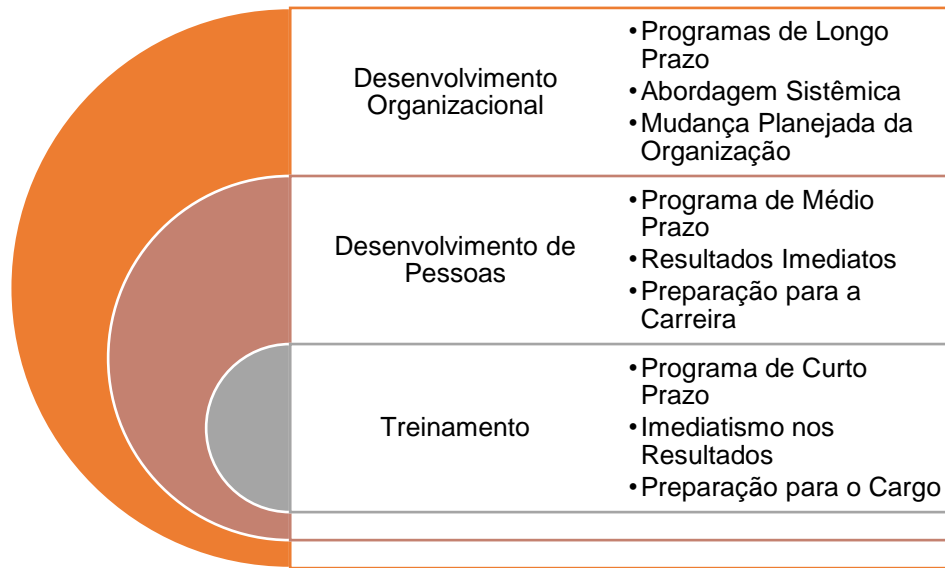 Desenvolvimento
Organizacional
•Programas de Longo
Prazo
•Abordagem Sistêmica
•Mudança Planejada da
Organização
Desenvolvimento de
Pessoas
•Programa de Médio
Prazo
•Resultados Imediatos
•Preparação para a
Carreira
Treinamento
•Programa de Curto
Prazo
•Imediatismo nos
Resultados
•Preparação para o Cargo